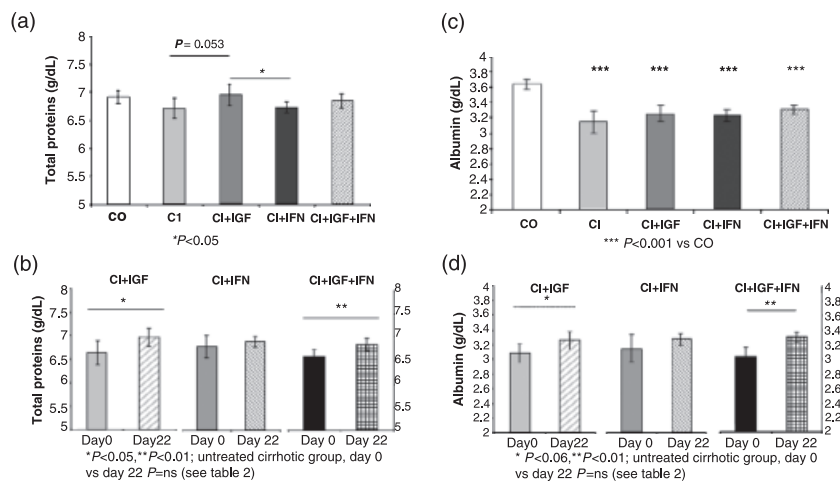 (a)
8
7.5
7
6.5
6
5.5
5
Total proteins (g/dL)
P = 0.053
*
CO C1 CI+IGF CI+IFN CI+IGF+IFN
*P<0.05
(b)
CI+IGF CI+IFN CI+IGF+IFN
8
7.5
7
6.5
6
5.5
5
Total proteins (g/dL)
* **
8
7.5
7
6.5
6
5.5
5
Day0 Day22 Day 0 Day 22 Day 0 Day 22
*P<0.05,**P<0.01; untreated cirrhotic group, day 0
vs day 22 P=ns (see table 2)
(c)
4
3.8
3.6
3.4
3.2
3
2.8
2.6
2.4
2.2
2
Albumin (g/dL)
*** *** *** ***
CO CI CI+IGF CI+IFN CI+IGF+IFN
*** P<0.001 vs CO
(d)
CI+IGF CI+IFN CI+IGF+IFN
4
3.8
3.6
3.4
3.2
3
2.8
2.6
2.4
2.2
2
Albumin (g/dL)
* **
4
3.8
3.6
3.4
3.2
3
2.8
2.6
2.4
2.2
2
Day0 Day22 Day 0 Day 22 Day 0 Day 22
* P<0.06,**P<0.01; untreated cirrhotic group, day 0
vs day 22 P=ns (see table 2)